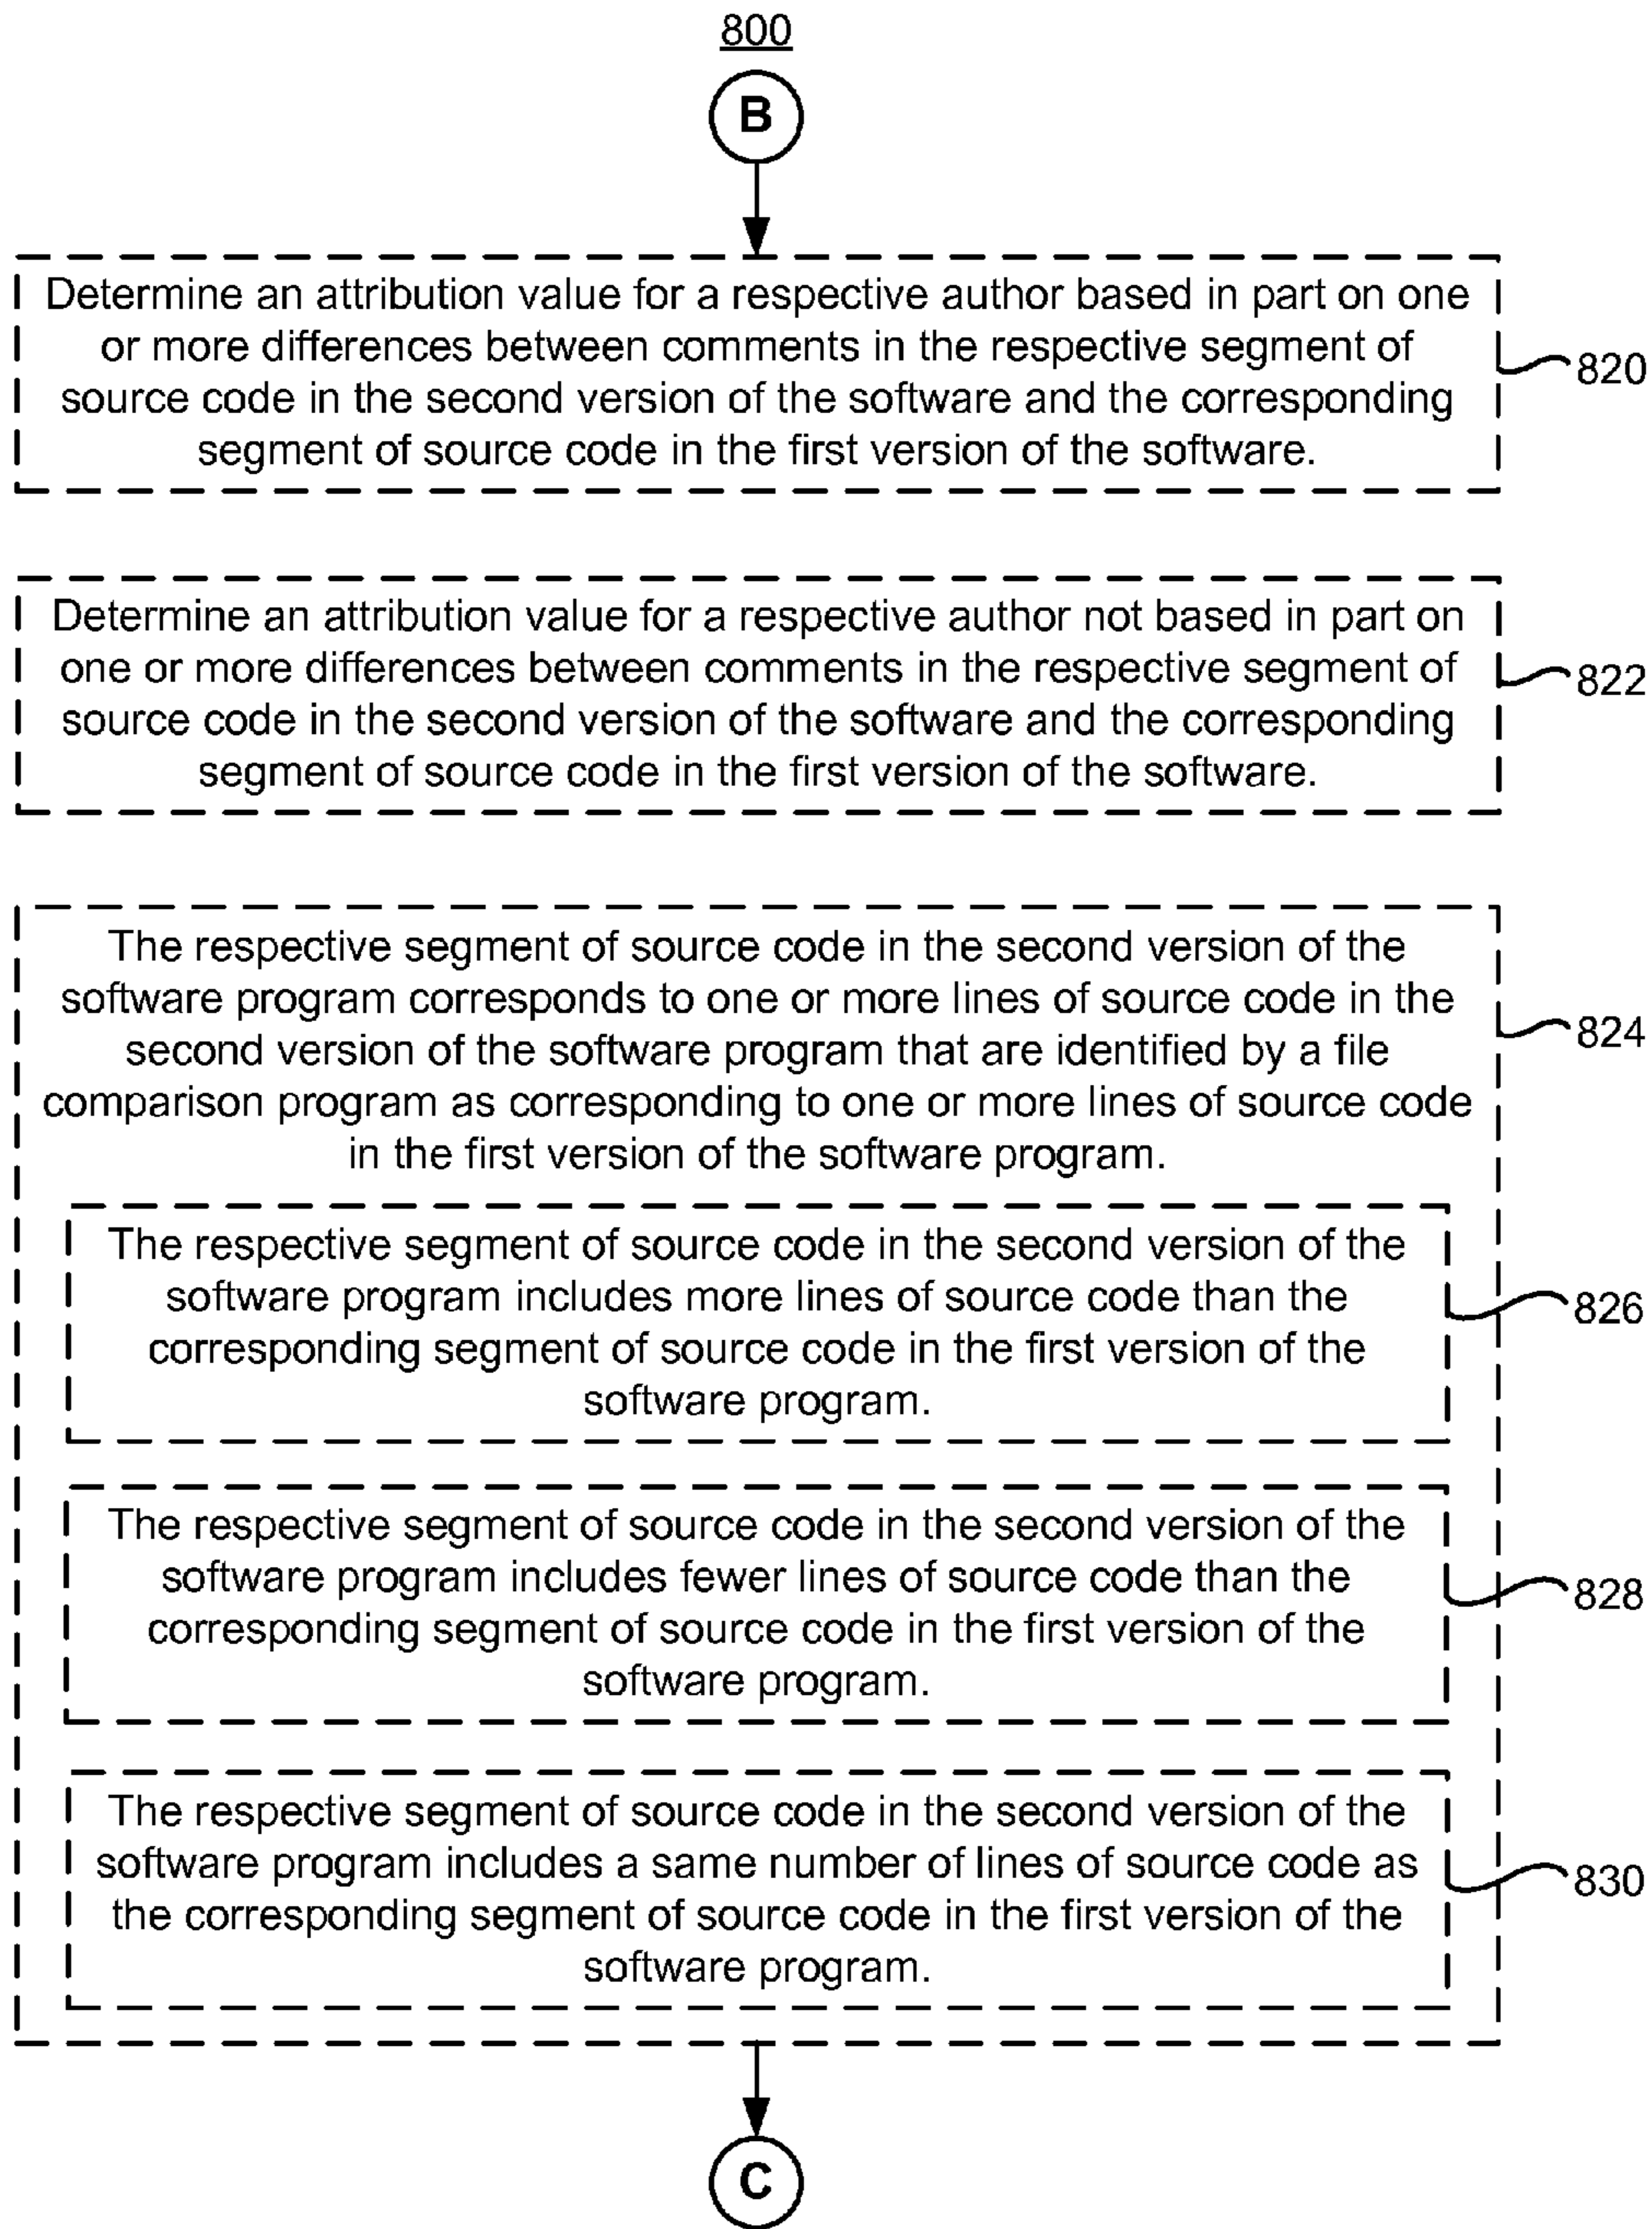 800
B
Determine an attribution value for a respective author based in part on one
or more differences between comments in the respective segment of
source code in the second version of the software and the corresponding
segment of source code in the first version of the software.
820
Determine an attribution value for a respective author not based in part on
one or more differences between comments in the respective segment of
source code in the second version of the software and the corresponding
segment of source code in the first version of the software.
822
The respective segment of source code in the second version of the
software program corresponds to one or more lines of source code in the
second version of the software program that are identified by a file
comparison program as corresponding to one or more lines of source code
in the first version of the software program.
824
The respective segment of source code in the second version of the
software program includes more lines of source code than the
corresponding segment of source code in the first version of the
software program.
826
The respective segment of source code in the second version of the
software program includes fewer lines of source code than the
corresponding segment of source code in the first version of the
software program.
828
The respective segment of source code in the second version of the
software program includes a same number of lines of source code as
the corresponding segment of source code in the first version of the
software program.
830
C